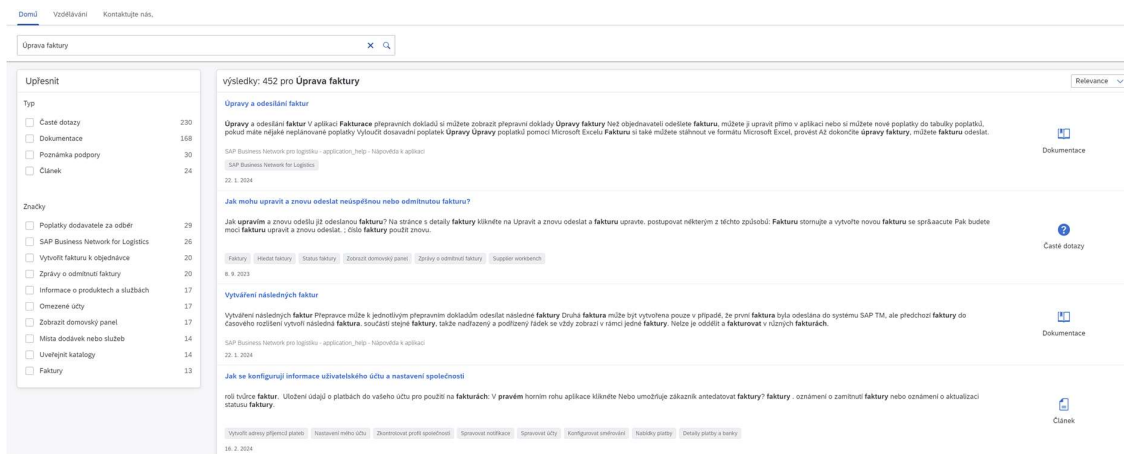 Domů Vzdělávání Kontaktujte nás.
Úprava faktury
Upřesnit
Typ
Časté dotazy 230
Dokumentace 168
Poznámka podpory 30
Článek 24
Značky
Poplatky dodavatele za odběr 29
SAP Business Network for Logistics 26
Vytvořit fakturu k objednávce 20
Zprávy o odmítnutí faktury 20
Informace o produktech a službách 17
Omezené účty 17
Zobrazit domovský panel 17
Místa dodávek nebo služeb 14
Uveřejnit katalogy 14
Faktury 13
výsledky: 452 pro Úprava faktury
Relevance
Úpravy a odesílání faktur
Úpravy a odesílání faktur V aplikaci Fakturace přepravních dokladů si můžete zobrazit přepravní doklady Úpravy faktury Než objednavateli odešlete fakturu, můžete ji upravit přímo v aplikaci nebo si můžete nové poplatky do tabulky poplatků,
pokud máte nějaké neplánované poplatky Vyloučit dosavadní poplatek Úpravy Úpravy poplatků pomocí Microsoft Excelu Fakturu si také můžete stáhnout ve formátu Microsoft Excel, provést Až dokončíte úpravy faktury, můžete fakturu odeslat.
SAP Business Network pro logistiku - application_help - Nápověda k aplikaci
SAP Business Network for Logistics
22. 1. 2024
Dokumentace
Jak mohu upravit a znovu odeslat neúspěšnou nebo odmítnutou fakturu?
Jak upravím a znovu odešlu již odeslanou fakturu? Na stránce s detaily faktury klikněte na Upravit a znovu odeslat a fakturu upravte. postupovat některým z těchto způsobů: Fakturu stornujte a vytvořte novou fakturu se spr&aacute Pak budete
moci fakturu upravit a znovu odeslat. ; číslo faktury použít znovu.
Faktury Hledat faktury Status faktury Zobrazit domovský panel Zprávy o odmítnutí faktury Supplier workbench
8. 9. 2023
Časté dotazy
Vytváření následných faktur
Vytváření následných faktur Přepravce může k jednotlivým přepravním dokladům odesílat následné faktury Druhá faktura může být vytvořena pouze v případě, že první faktura byla odeslána do systému SAP TM, ale předchozí faktury do
časového rozlišení vytvoří následná faktura. součástí stejné faktury, takže nadřazený a podřízený řádek se vždy zobrazí v rámci jedné faktury. Nelze je oddělit a fakturovat v různých fakturách.
SAP Business Network pro logistiku - application_help - Nápověda k aplikaci
22. 1. 2024
Dokumentace
Jak se konfigurují informace uživatelského účtu a nastavení společnosti
roli tvůrce faktur. Uložení údajů o platbách do vašeho účtu pro použití na fakturách: V pravém horním rohu aplikace klikněte Nebo umožňuje zákazník antedatovat faktury? faktury . oznámení o zamítnutí faktury nebo oznámení o aktualizaci
statusu faktury.
Vytvořit adresy příjemců plateb Nastavení mého účtu Zkontrolovat profil společnosti Spravovat notifikace Spravovat účty Konfigurovat směrování Nabídky platby Detaily platby a banky
16. 2. 2024
Článek